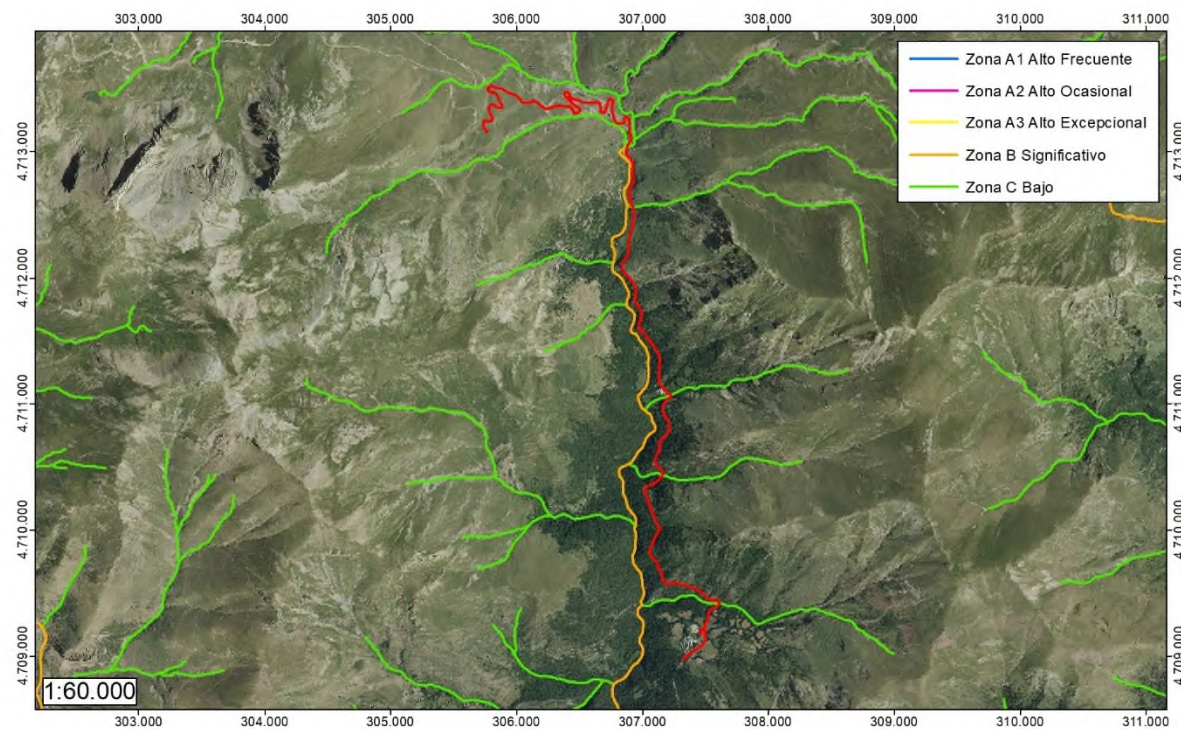 303.000 304.000 305.000 306.000 307.000 308.000 309.000 310.000 311.000
Zona A1 Alto Frecuente
Zona A2 Alto Ocasional
Zona A3 Alto Excepcional
Zona B Significativo
Zona C Bajo
4.713.000 4.713.000
4.712.000 4.712.000
4.711.000 4.711.000
4.710.000 4.710.000
4.709.000 4.709.000
1:60.000
303.000 304.000 305.000 306.000 307.000 308.000 309.000 310.000 311.000